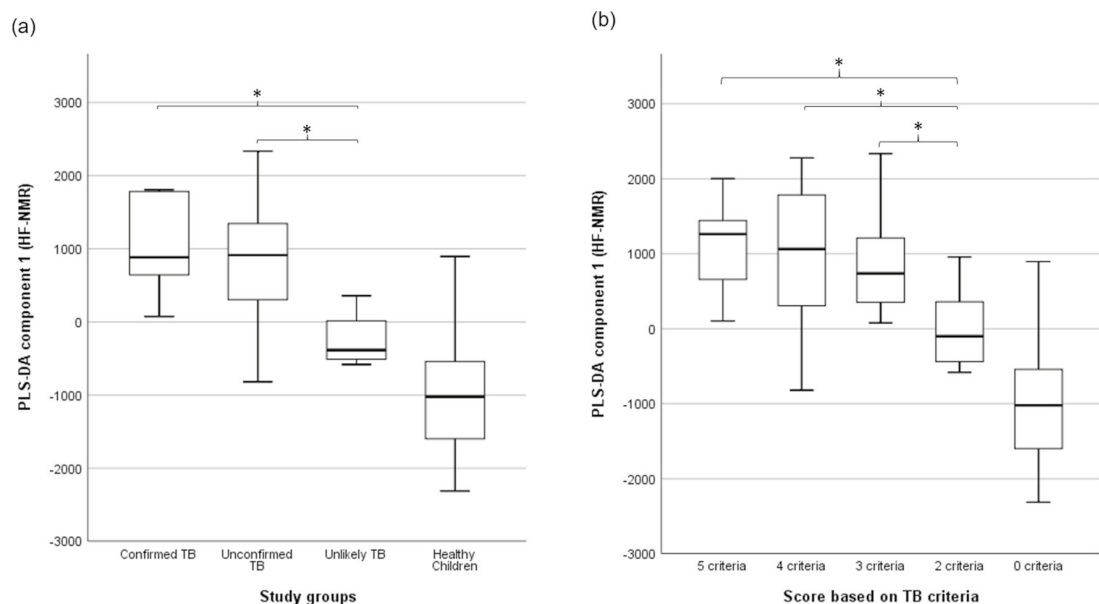 (a)
*
*
3000
2000
1000
0
-1000
-2000
-3000
PLS-DA component 1 (HF-NMR)
Confirmed TB
Unconfirmed
TB
Unlikely TB
Healthy
Children
Study groups
(b)
*
*
*
3000
2000
1000
0
-1000
-2000
-3000
PLS-DA component 1 (HF-NMR)
5 criteria
4 criteria
3 criteria
2 criteria
0 criteria
Score based on TB criteria